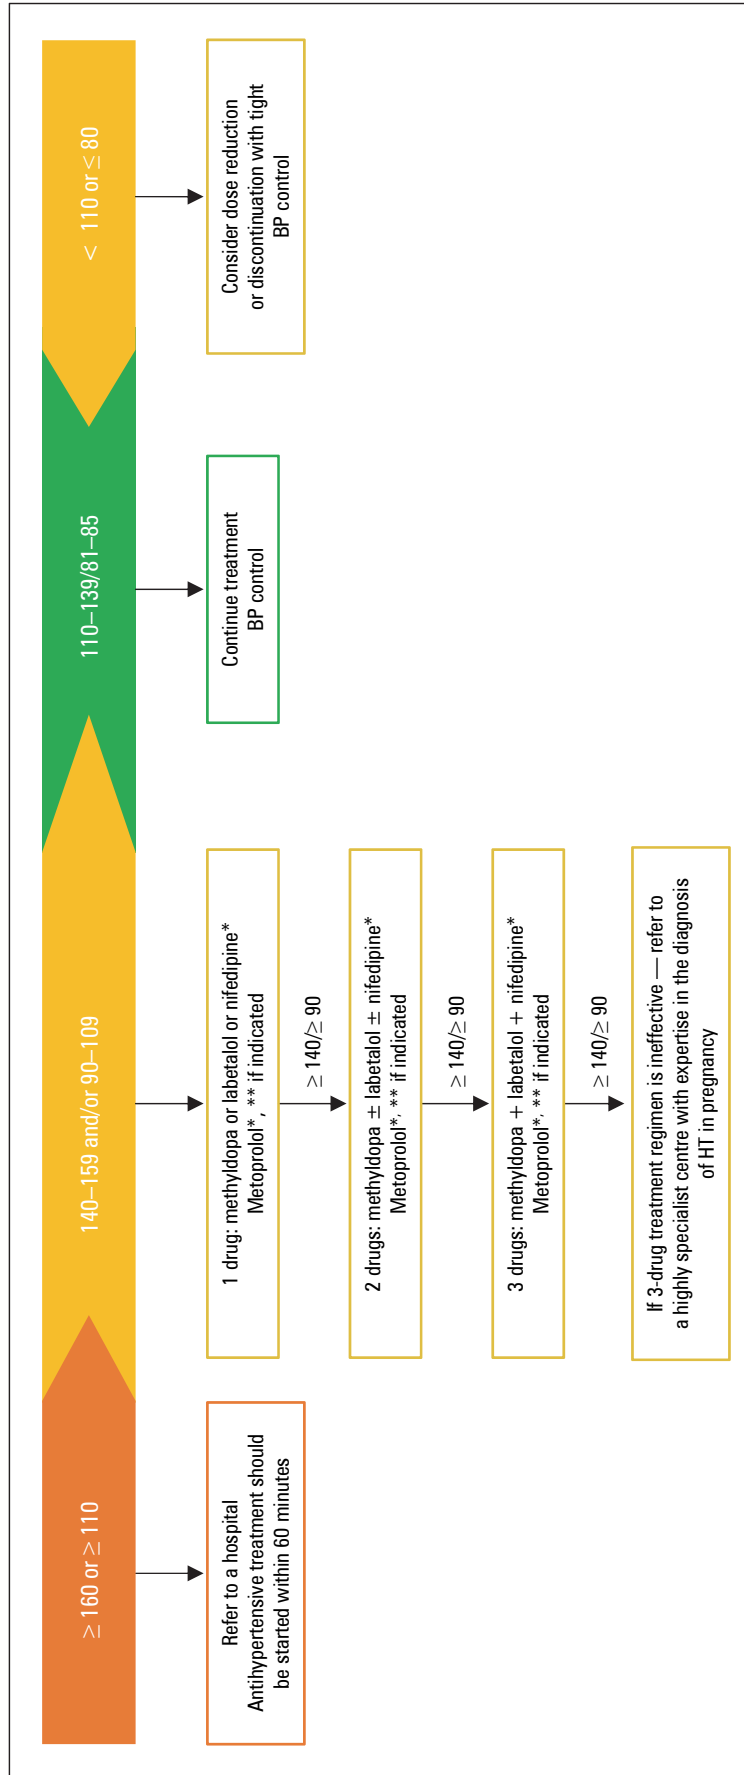 ≥ 160 or ≥ 110
Refer to a hospital
Antihypertensive treatment should
be started within 60 minutes
140–159 and/or 90–109
1 drug: methyldopa or labetalol or nifedipine*
Metoprolol*, ** if indicated
≥ 140/≥ 90
2 drugs: methyldopa ± labetalol ± nifedipine*
Metoprolol*, ** if indicated
≥ 140/≥ 90
3 drugs: methyldopa + labetalol + nifedipine*
Metoprolol*, ** if indicated
≥ 140/≥ 90
If 3-drug treatment regimen is ineffective — refer to
a highly specialist centre with expertise in the diagnosis
of HT in pregnancy
110–139/81–85
Continue treatment
BP control
< 110 or ≤ 80
Consider dose reduction
or discontinuation with tight
BP control